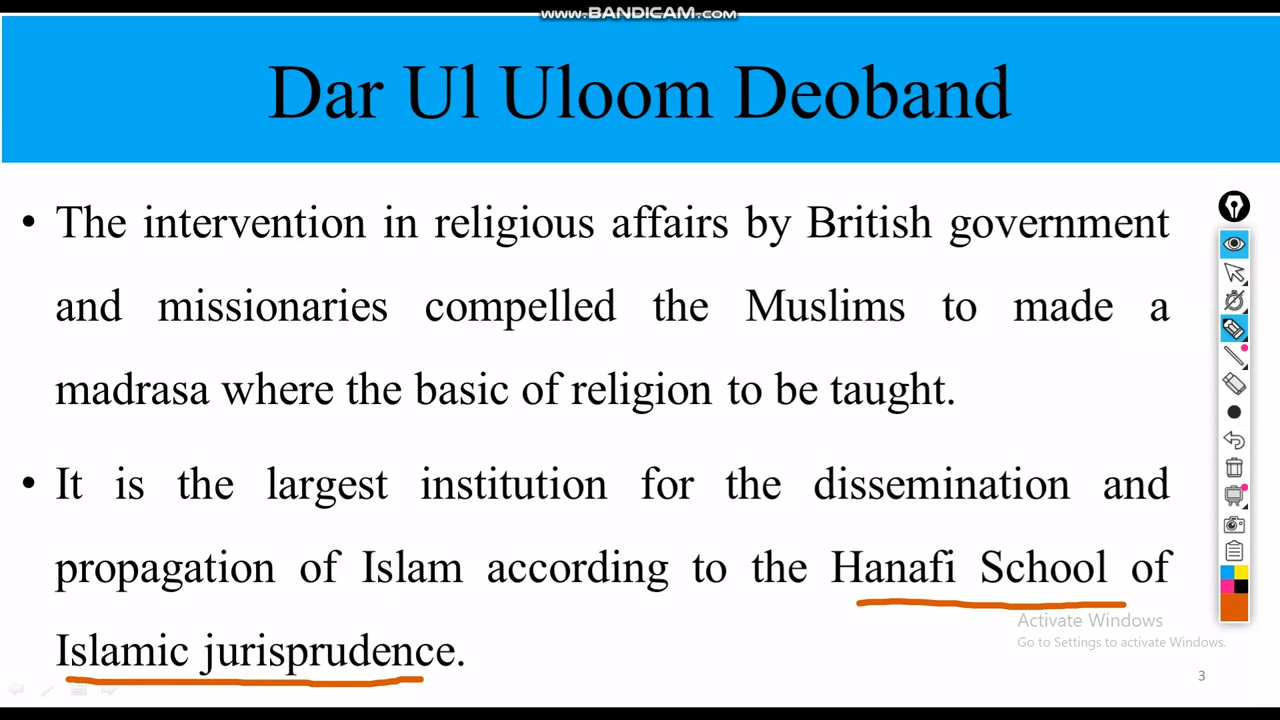 www.BANDICAM.com
Dar Ul Uloom Deoband
• The intervention in religious affairs by British government
and missionaries compelled the Muslims to made a
madrasa where the basic of religion to be taught.
• It is the largest institution for the dissemination and
propagation of Islam according to the Hanafi School of
Islamic jurisprudence.
Activate Windows
Go to Settings to activate Windows.
3